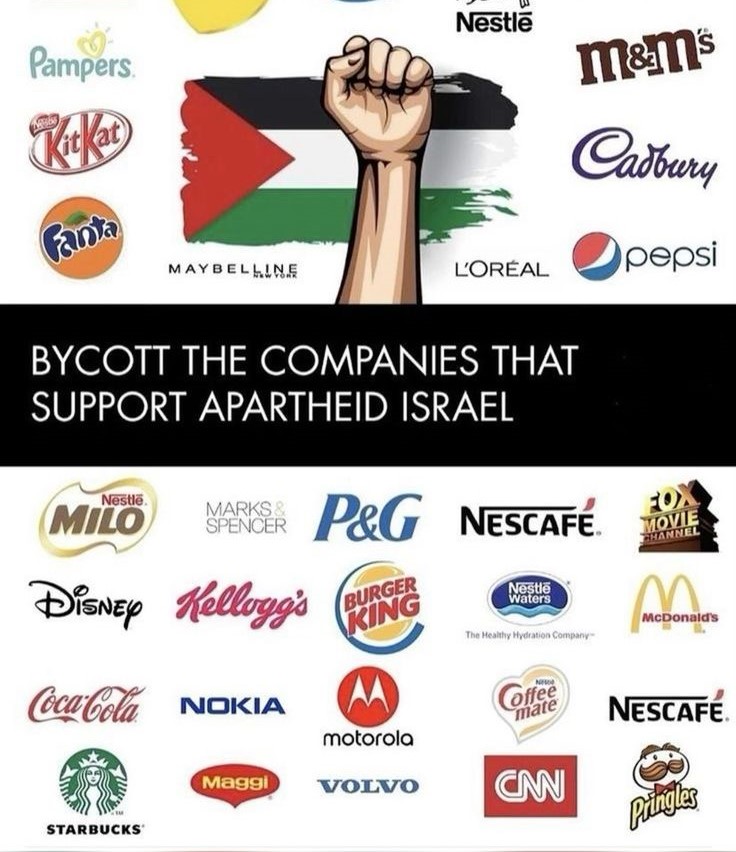 Nestlé
Pampers.
m&m's
Nestlé
KitKat
Cadbury
Fanta
MAYBELLINE
NEW YORK
L'ORÉAL
pepsi
BYCOTT THE COMPANIES THAT
SUPPORT APARTHEID ISRAEL
Nestlé.
MILO
MARKS&
SPENCER
P&G
NESCAFÉ.
FOX
MOVIE
CHANNEL
Disney
Kellogg's
BURGER
KING
Nestlé
Waters
The Healthy Hydration Company™
McDonald's
Coca-Cola
NOKIA
motorola
Nestlé
Coffee
mate
NESCAFÉ.
STARBUCKS
Maggi
VOLVO
CNN
Pringles